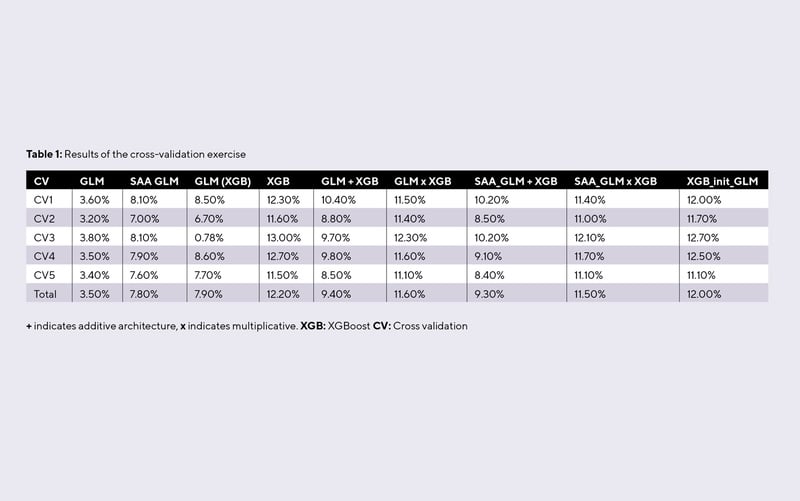 Table 1: Results of the cross-validation exercise
CV GLM SAA GLM GLM (XGB) XGB GLM + XGB GLM x XGB SAA_GLM + XGB SAA_GLM x XGB XGB_init_GLM
CV1 3.60% 8.10% 8.50% 12.30% 10.40% 11.50% 10.20% 11.40% 12.00%
CV2 3.20% 7.00% 6.70% 11.60% 8.80% 11.40% 8.50% 11.00% 11.70%
CV3 3.80% 8.10% 0.78% 13.00% 9.70% 12.30% 10.20% 12.10% 12.70%
CV4 3.50% 7.90% 8.60% 12.70% 9.80% 11.60% 9.10% 11.70% 12.50%
CV5 3.40% 7.60% 7.70% 11.50% 8.50% 11.10% 8.40% 11.10% 11.10%
Total 3.50% 7.80% 7.90% 12.20% 9.40% 11.60% 9.30% 11.50% 12.00%
+ indicates additive architecture, x indicates multiplicative. XGB: XGBoost CV: Cross validation